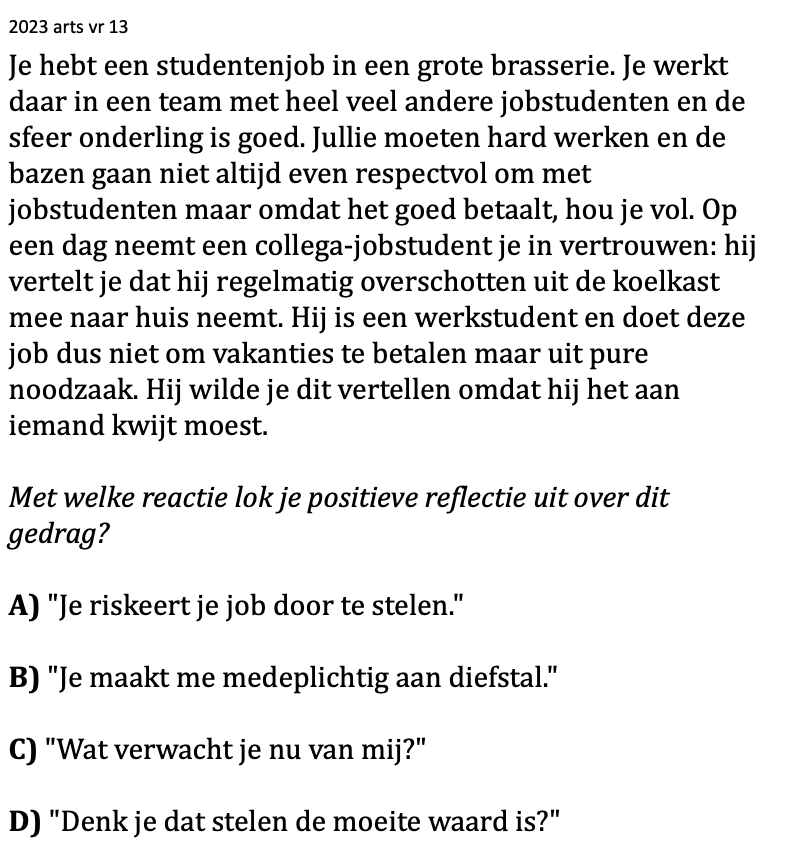 2023 arts vr 13
Je hebt een studentenjob in een grote brasserie. Je werkt
daar in een team met heel veel andere jobstudenten en de
sfeer onderling is goed. Jullie moeten hard werken en de
bazen gaan niet altijd even respectvol om met
jobstudenten maar omdat het goed betaalt, hou je vol. Op
een dag neemt een collega-jobstudent je in vertrouwen: hij
vertelt je dat hij regelmatig overschotten uit de koelkast
mee naar huis neemt. Hij is een werkstudent en doet deze
job dus niet om vakanties te betalen maar uit pure
noodzaak. Hij wilde je dit vertellen omdat hij het aan
iemand kwijt moest.
Met welke reactie lok je positieve reflectie uit over dit
gedrag?
A) "Je riskeert je job door te stelen."
B) "Je maakt me medeplichtig aan diefstal."
C) "Wat verwacht je nu van mij?"
D) "Denk je dat stelen de moeite waard is?"